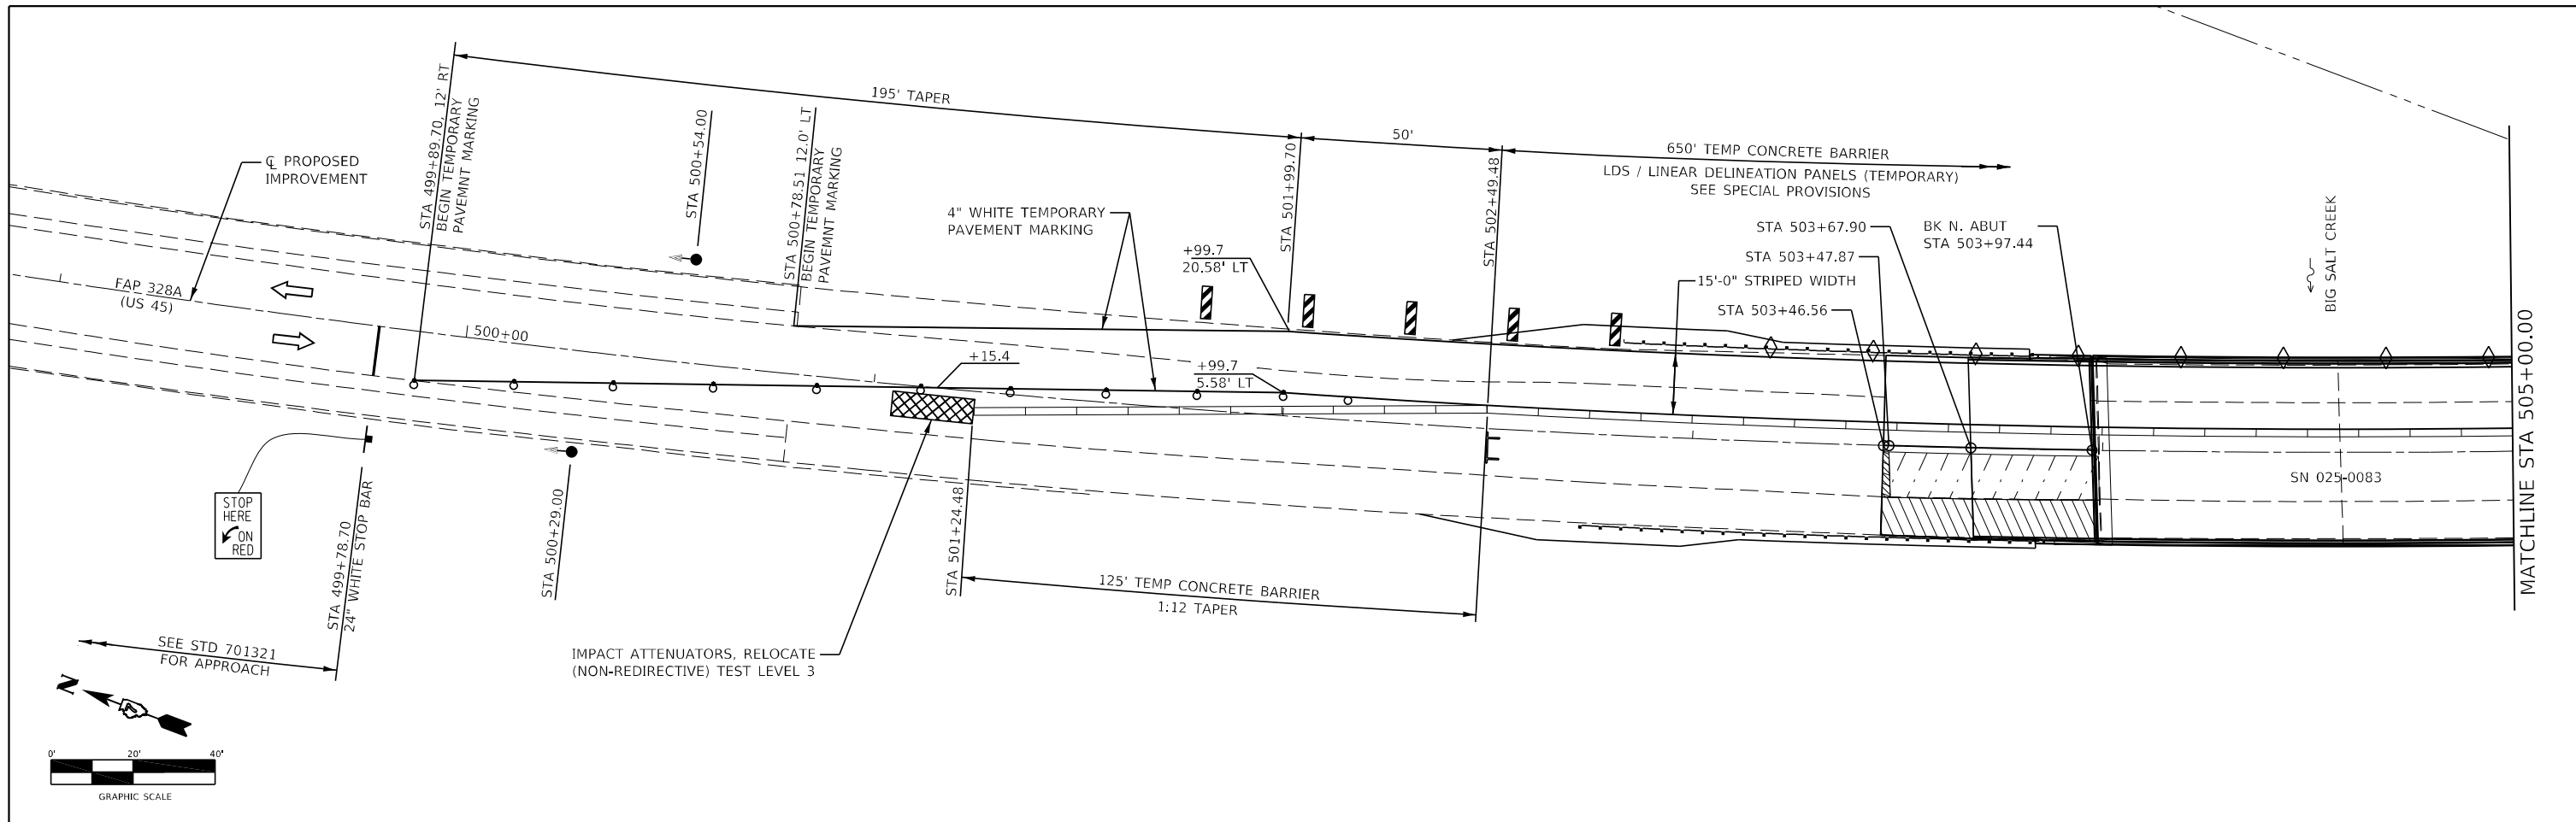 195' TAPER
50'
650' TEMP CONCRETE BARRIER
LDS / LINEAR DELINEATION PANELS (TEMPORARY)
SEE SPECIAL PROVISIONS
STA 499+89.70, 12' RT
BEGIN TEMPORARY
PAVEMNT MARKING
STA 500+54.00
STA 500+78.51 12.0' LT
BEGIN TEMPORARY
PAVEMNT MARKING
STA 501+99.70
STA 502+49.48
℄ PROPOSED
IMPROVEMENT
4" WHITE TEMPORARY
PAVEMENT MARKING
+99.7
20.58' LT
STA 503+67.90
BK N. ABUT
STA 503+97.44
STA 503+47.87
15'-0" STRIPED WIDTH
STA 503+46.56
BIG SALT CREEK
FAP 328A
(US 45)
500+00
+15.4
+99.7
5.58' LT
SN 025-0083
MATCHLINE STA 505+00.00
STOP
HERE
ON
RED
STA 499+78.70
24" WHITE STOP BAR
STA 500+29.00
STA 501+24.48
125' TEMP CONCRETE BARRIER
1:12 TAPER
SEE STD 701321
FOR APPROACH
IMPACT ATTENUATORS, RELOCATE
(NON-REDIRECTIVE) TEST LEVEL 3
N
0' 20' 40'
GRAPHIC SCALE